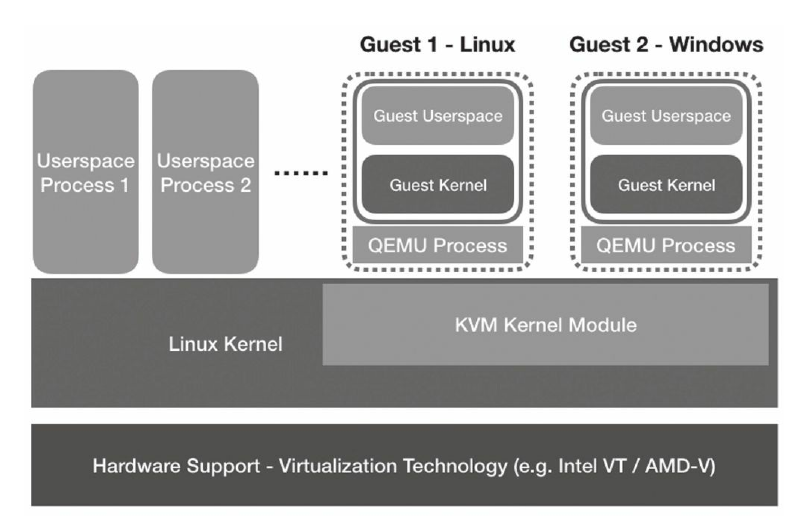 Guest 1 - Linux
Guest 2 - Windows
Userspace
Process 1
Userspace
Process 2
......
Guest Userspace
Guest Kernel
QEMU Process
Guest Userspace
Guest Kernel
QEMU Process
Linux Kernel
KVM Kernel Module
Hardware Support - Virtualization Technology (e.g. Intel VT / AMD-V)